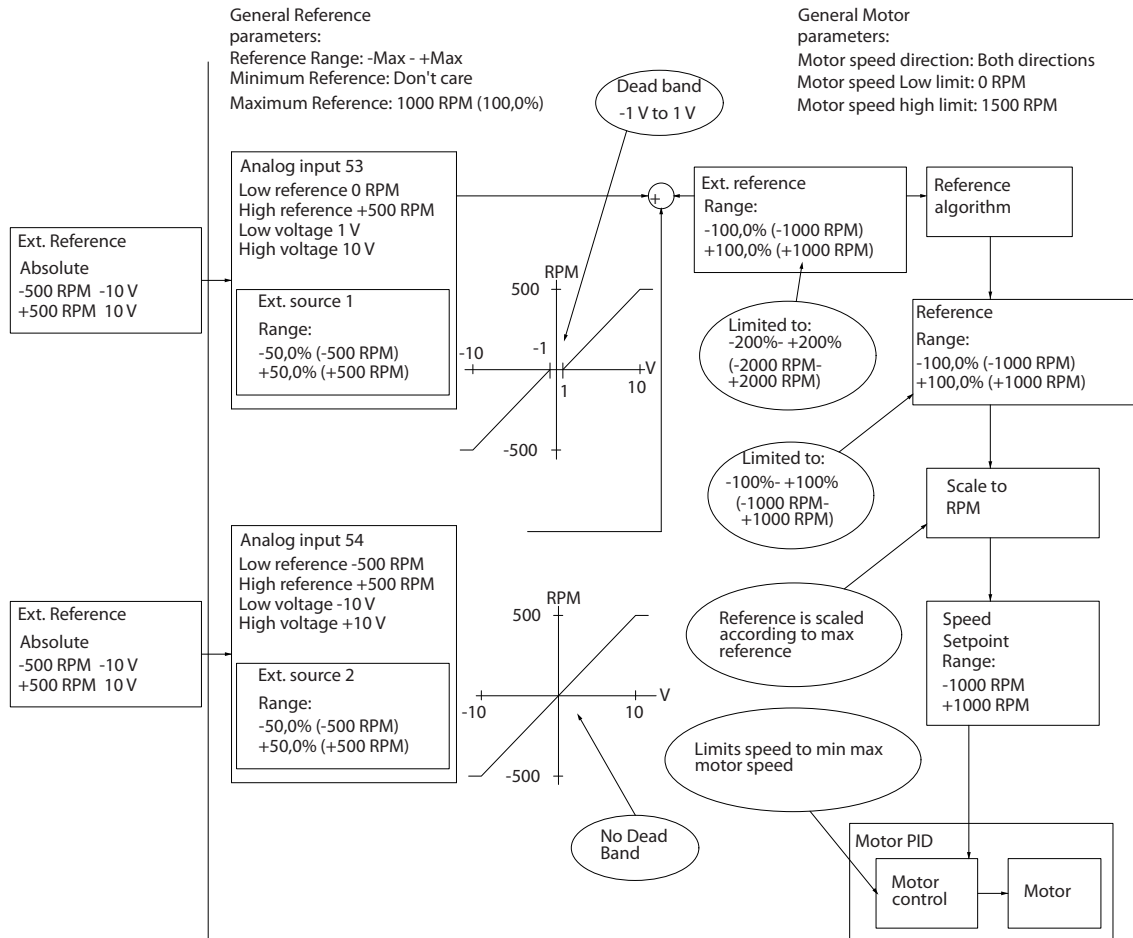 General Reference
parameters:
Reference Range: -Max - +Max
Minimum Reference: Don't care
Maximum Reference: 1000 RPM (100,0%)
General Motor
parameters:
Motor speed direction: Both directions
Motor speed Low limit: 0 RPM
Motor speed high limit: 1500 RPM
Dead band
-1 V to 1 V
Ext. Reference
Absolute
-500 RPM -10 V
+500 RPM 10 V
Analog input 53
Low reference 0 RPM
High reference +500 RPM
Low voltage 1 V
High voltage 10 V
Ext. source 1
Range:
-50,0% (-500 RPM)
+50,0% (+500 RPM)
RPM
500
-10
-1
V
1
10
-500
+
Ext. reference
Range:
-100,0% (-1000 RPM)
+100,0% (+1000 RPM)
Reference
algorithm
Limited to:
-200%- +200%
(-2000 RPM-
+2000 RPM)
Reference
Range:
-100,0% (-1000 RPM)
+100,0% (+1000 RPM)
Limited to:
-100%- +100%
(-1000 RPM-
+1000 RPM)
Scale to
RPM
Ext. Reference
Absolute
-500 RPM -10 V
+500 RPM 10 V
Analog input 54
Low reference -500 RPM
High reference +500 RPM
Low voltage -10 V
High voltage +10 V
Ext. source 2
Range:
-50,0% (-500 RPM)
+50,0% (+500 RPM)
RPM
500
V
-10
10
-500
No Dead
Band
Reference is scaled
according to max
reference
Speed
Setpoint
Range:
-1000 RPM
+1000 RPM
Limits speed to min max
motor speed
Motor PID
Motor
control
Motor